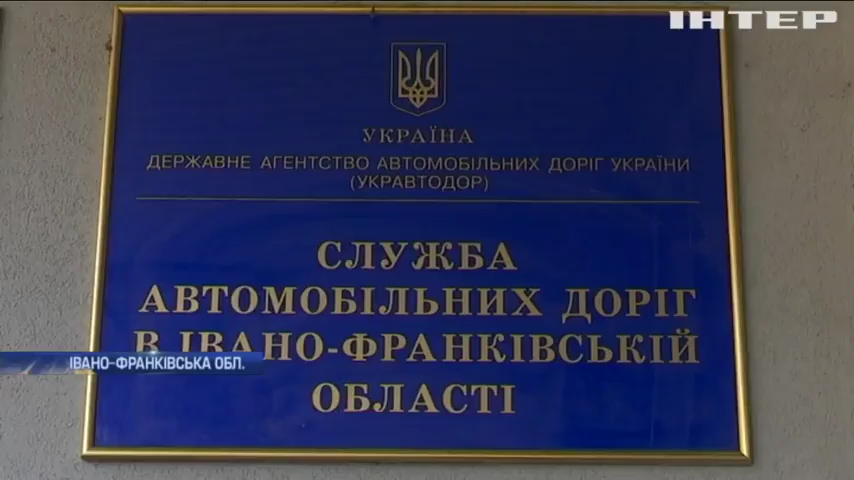 ІНТЕР
УКРАЇНА
ДЕРЖАВНЕ АГЕНТСТВО АВТОМОБІЛЬНИХ ДОРІГ УКРАЇНИ
(УКРАВТОДОР)
СЛУЖБА
АВТОМОБІЛЬНИХ ДОРІГ
В ІВАНО-ФРАНКІВСЬКІЙ
ІВАНО-ФРАНКІВСЬКА ОБЛ.
ОБЛАСТІ